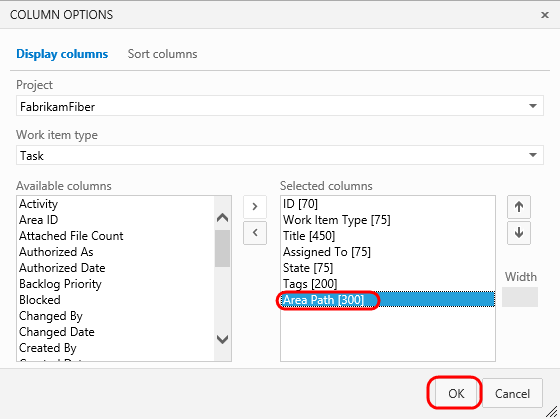 COLUMN OPTIONS
Display columns Sort columns
Project
FabrikamFiber
Work item type
Task
Available columns
Activity
Area ID
Attached File Count
Authorized As
Authorized Date
Backlog Priority
Blocked
Changed By
Changed Date
Created By
Created Date
Selected columns
ID [70]
Work Item Type [75]
Title [450]
Assigned To [75]
State [75]
Tags [200]
Area Path [300]
Width
OK Cancel